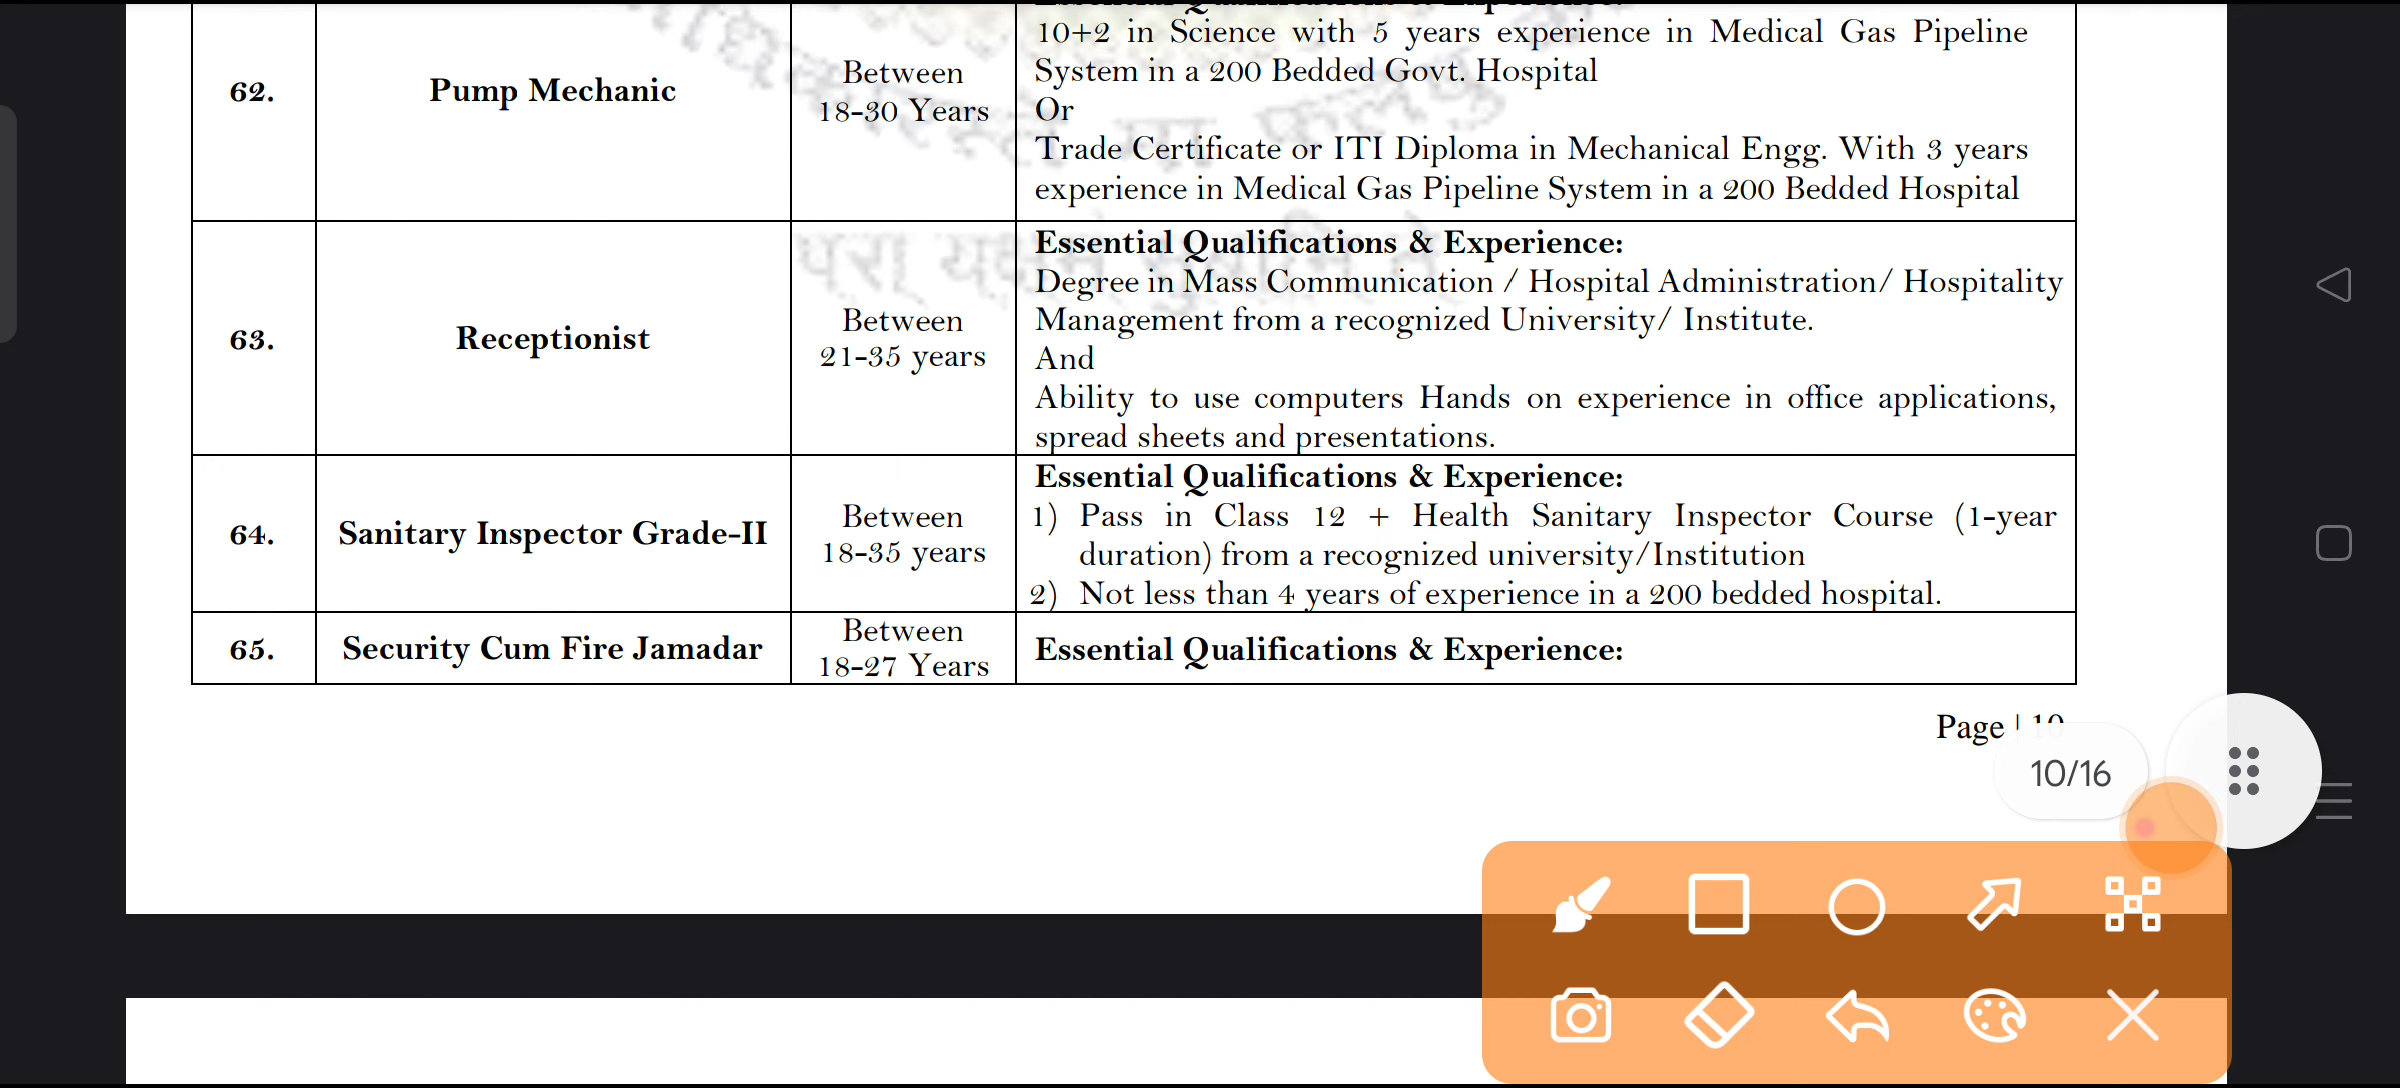 62.
Pump Mechanic
Between
18-30 Years
10+2 in Science with 5 years experience in Medical Gas Pipeline
System in a 200 Bedded Govt. Hospital
Or
Trade Certificate or ITI Diploma in Mechanical Engg. With 3 years
experience in Medical Gas Pipeline System in a 200 Bedded Hospital
63.
Receptionist
Between
21-35 years
Essential Qualifications & Experience:
Degree in Mass Communication / Hospital Administration/ Hospitality
Management from a recognized University/ Institute.
And
Ability to use computers Hands on experience in office applications,
spread sheets and presentations.
64.
Sanitary Inspector Grade-II
Between
18-35 years
Essential Qualifications & Experience:
1) Pass in Class 12 + Health Sanitary Inspector Course (1-year
duration) from a recognized university/Institution
2) Not less than 4 years of experience in a 200 bedded hospital.
65.
Security Cum Fire Jamadar
Between
18-27 Years
Essential Qualifications & Experience:
Page | 10
10/16